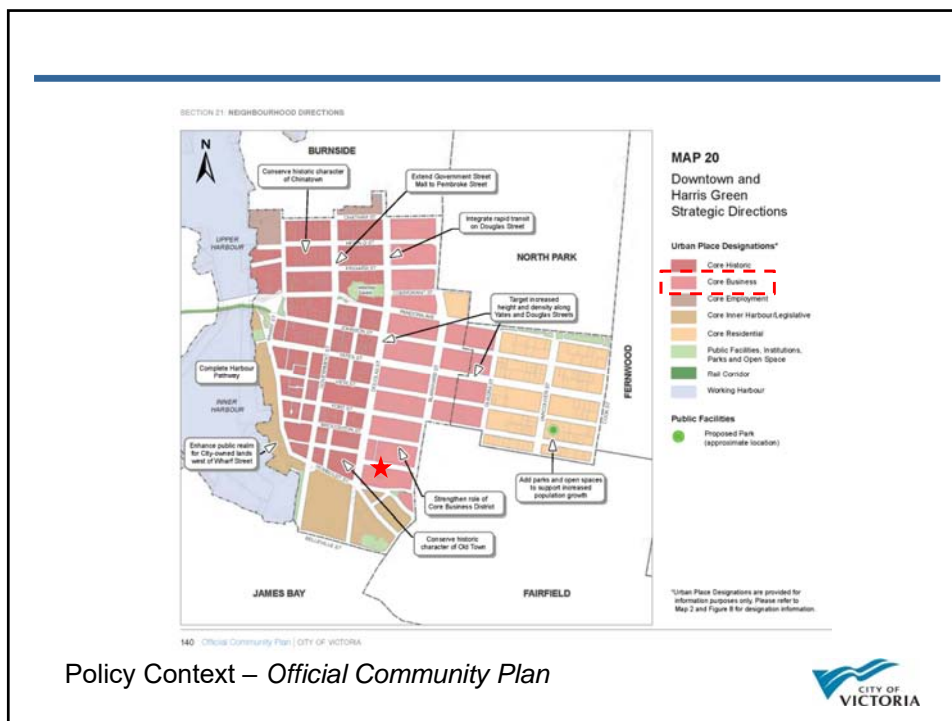 SECTION 21: NEIGHBOURHOOD DIRECTIONS
N
BURNSIDE
Conserve historic character
of Chinatown
Extend Government Street
Mall to Pembroke Street
Integrate rapid transit
on Douglas Street
UPPER
HARBOUR
NORTH PARK
Target increased
height and density along
Yates and Douglas Streets
Complete Harbour
Pathway
INNER
HARBOUR
FERNWOOD
Enhance public realm
for City-owned lands
west of Wharf Street
Add parks and open spaces
to support increased
population growth
Strengthen role of
Core Business District
Conserve historic
character of Old Town
BELLEVILLE ST
JAMES BAY
FAIRFIELD
MAP 20
Downtown and
Harris Green
Strategic Directions
Urban Place Designations*
Core Historic
Core Business
Core Employment
Core Inner Harbour/Legislative
Core Residential
Public Facilities, Institutions,
Parks and Open Space
Rail Corridor
Working Harbour
Public Facilities
Proposed Park
(approximate location)
*Urban Place Designations are provided for
information purposes only. Please refer to
Map 2 and Figure 8 for designation information.
140 Official Community Plan | CITY OF VICTORIA
Policy Context – Official Community Plan
CITY OF
VICTORIA